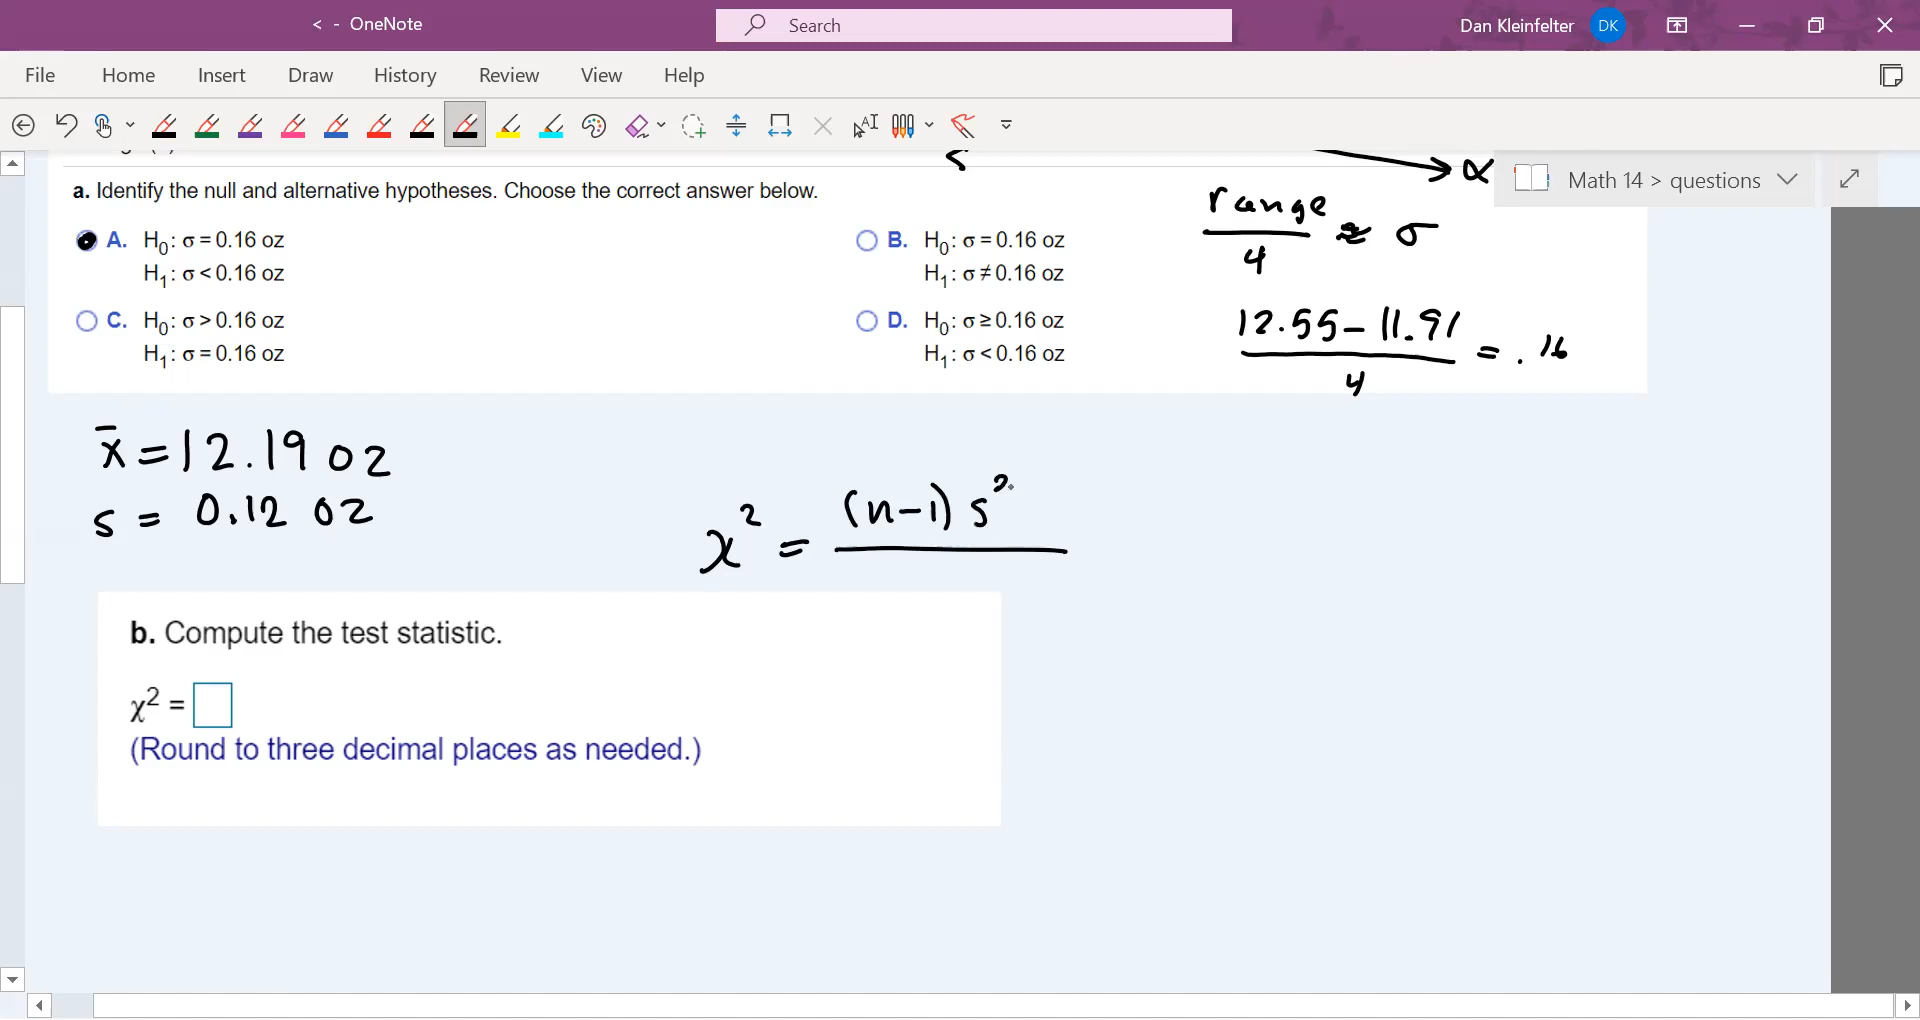 < - OneNote
Search
Dan Kleinfelter
DK
File Home Insert Draw History Review View Help
Math 14 > questions
α
a. Identify the null and alternative hypotheses. Choose the correct answer below.
A. H0: σ = 0.16 oz
H1: σ < 0.16 oz
B. H0: σ = 0.16 oz
H1: σ ≠ 0.16 oz
C. H0: σ > 0.16 oz
H1: σ = 0.16 oz
D. H0: σ ≥ 0.16 oz
H1: σ < 0.16 oz
range
4
≈ σ
12.55 - 11.91
4
= .16
x̄ = 12.19 oz
s = 0.12 oz
χ² = (n-1) s²
b. Compute the test statistic.
χ² =
(Round to three decimal places as needed.)